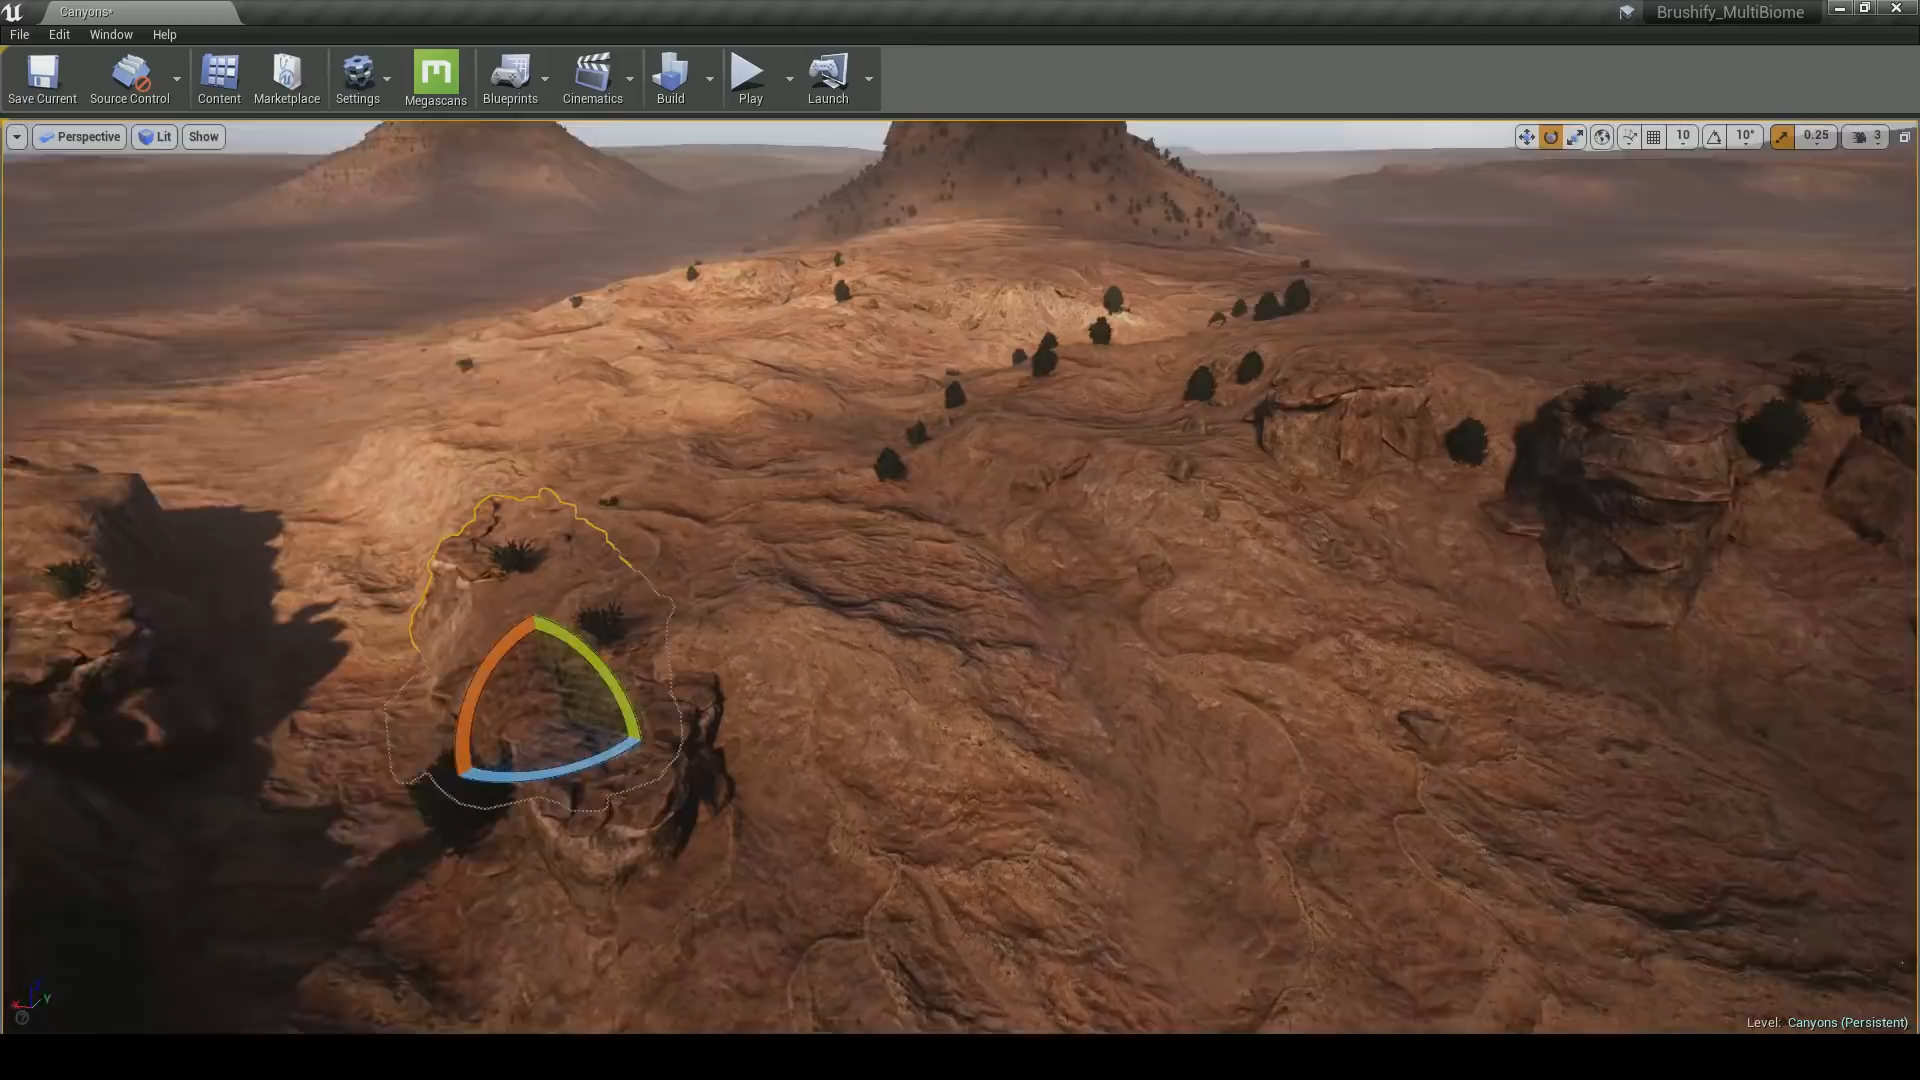 Canyons*
Brushify_MultiBiome
File Edit Window Help
Save Current Source Control Content Marketplace Settings Megascans Blueprints Cinematics Build Play Launch
Perspective Lit Show
10 10° 0.25 3
X Y
Level: Canyons (Persistent)